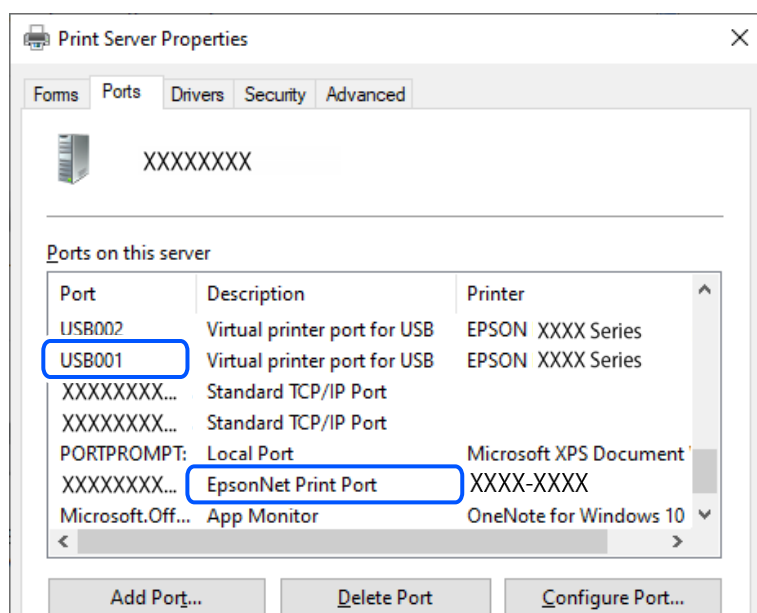 Print Server Properties
Forms Ports Drivers Security Advanced
XXXXXXXX
Ports on this server
Port Description Printer
USB002 Virtual printer port for USB EPSON XXXX Series
USB001 Virtual printer port for USB EPSON XXXX Series
XXXXXXXX... Standard TCP/IP Port
XXXXXXXX... Standard TCP/IP Port
PORTPROMPT: Local Port Microsoft XPS Document
XXXXXXXX... EpsonNet Print Port XXXX-XXXX
Microsoft.Off... App Monitor OneNote for Windows 10
Add Port... Delete Port Configure Port...